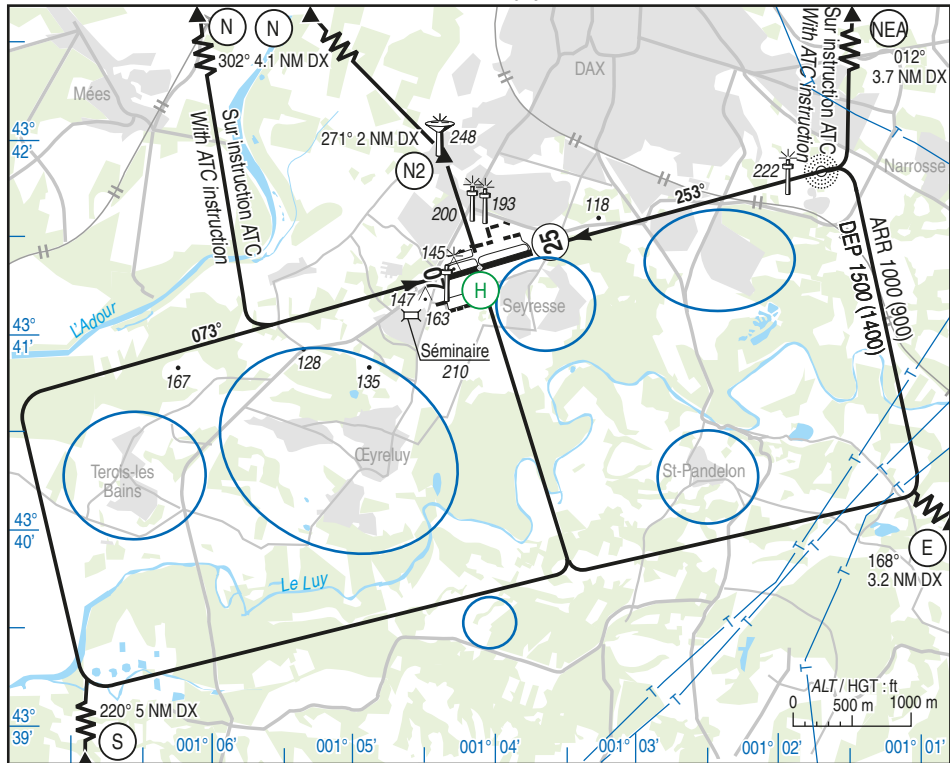 N
N
302° 4.1 NM DX
NEA
012°
3.7 NM DX
Sur instruction ATC
With ATC instruction
DAX
Mées
Sur instruction ATC
With ATC instruction
43°
42'
271° 2 NM DX
248
N2
222
Narrosse
253°
200
193
118
25
145
ARR 1000 (900)
DEP 1500 (1400)
H
Seyresse
147
163
L'Adour
073°
43°
41'
Séminaire
210
128
167
135
Œyreluy
Terois-les
Bains
St-Pandelon
43°
40'
Le Luy
E
168°
3.2 NM DX
ALT / HGT : ft
0 500 m 1000 m
220° 5 NM DX
S
43°
39'
001° 06'
001° 05'
001° 04'
001° 03'
001° 02'
001° 01'
T
T
T
T
T
T
T
T
T
T
T
T